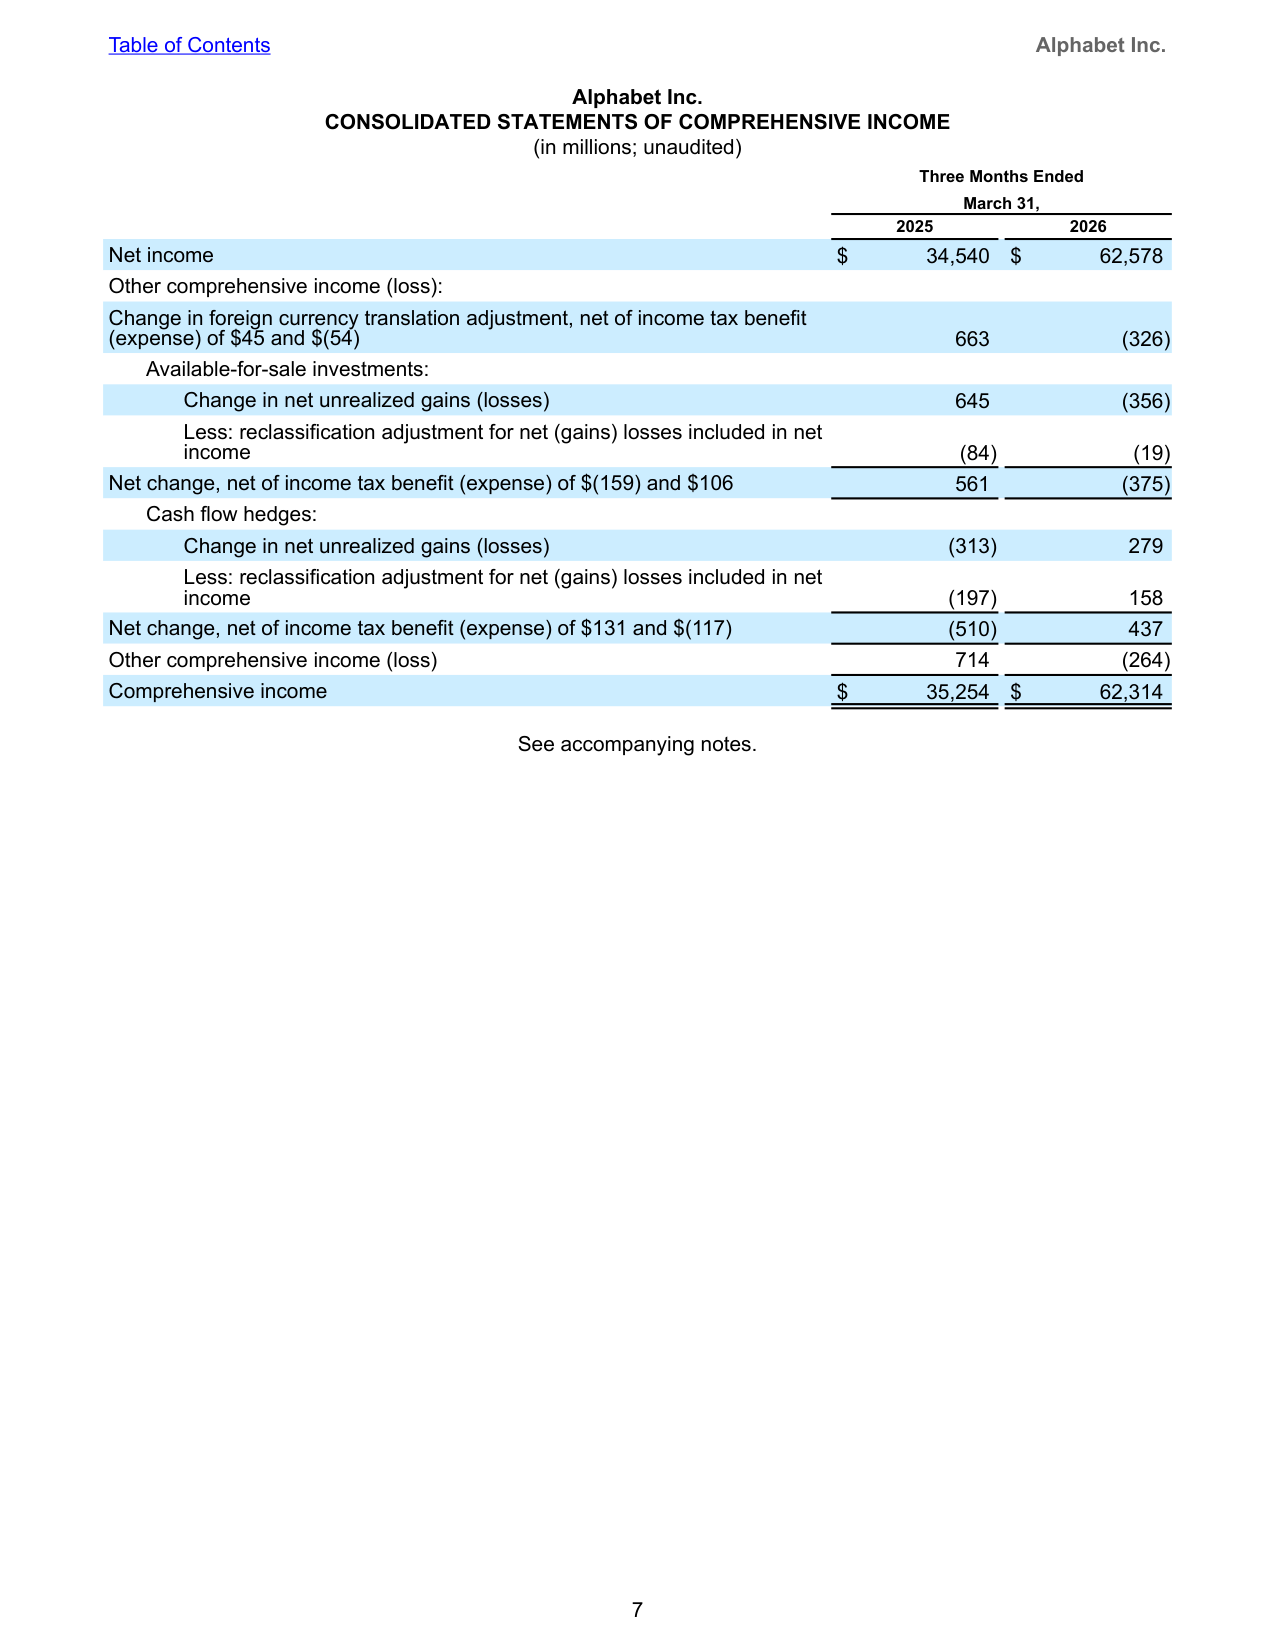 Table of Contents Alphabet Inc.
Alphabet Inc.
CONSOLIDATED STATEMENTS OF COMPREHENSIVE INCOME
(in millions; unaudited)
Three Months Ended
March 31,
2025 2026
Net income $ 34,540 $ 62,578
Other comprehensive income (loss):
Change in foreign currency translation adjustment, net of income tax benefit
(expense) of $45 and $(54) 663 (326)
Available-for-sale investments:
Change in net unrealized gains (losses) 645 (356)
Less: reclassification adjustment for net (gains) losses included in net
income (84) (19)
Net change, net of income tax benefit (expense) of $(159) and $106 561 (375)
Cash flow hedges:
Change in net unrealized gains (losses) (313) 279
Less: reclassification adjustment for net (gains) losses included in net
income (197) 158
Net change, net of income tax benefit (expense) of $131 and $(117) (510) 437
Other comprehensive income (loss) 714 (264)
Comprehensive income $ 35,254 $ 62,314
See accompanying notes.
7